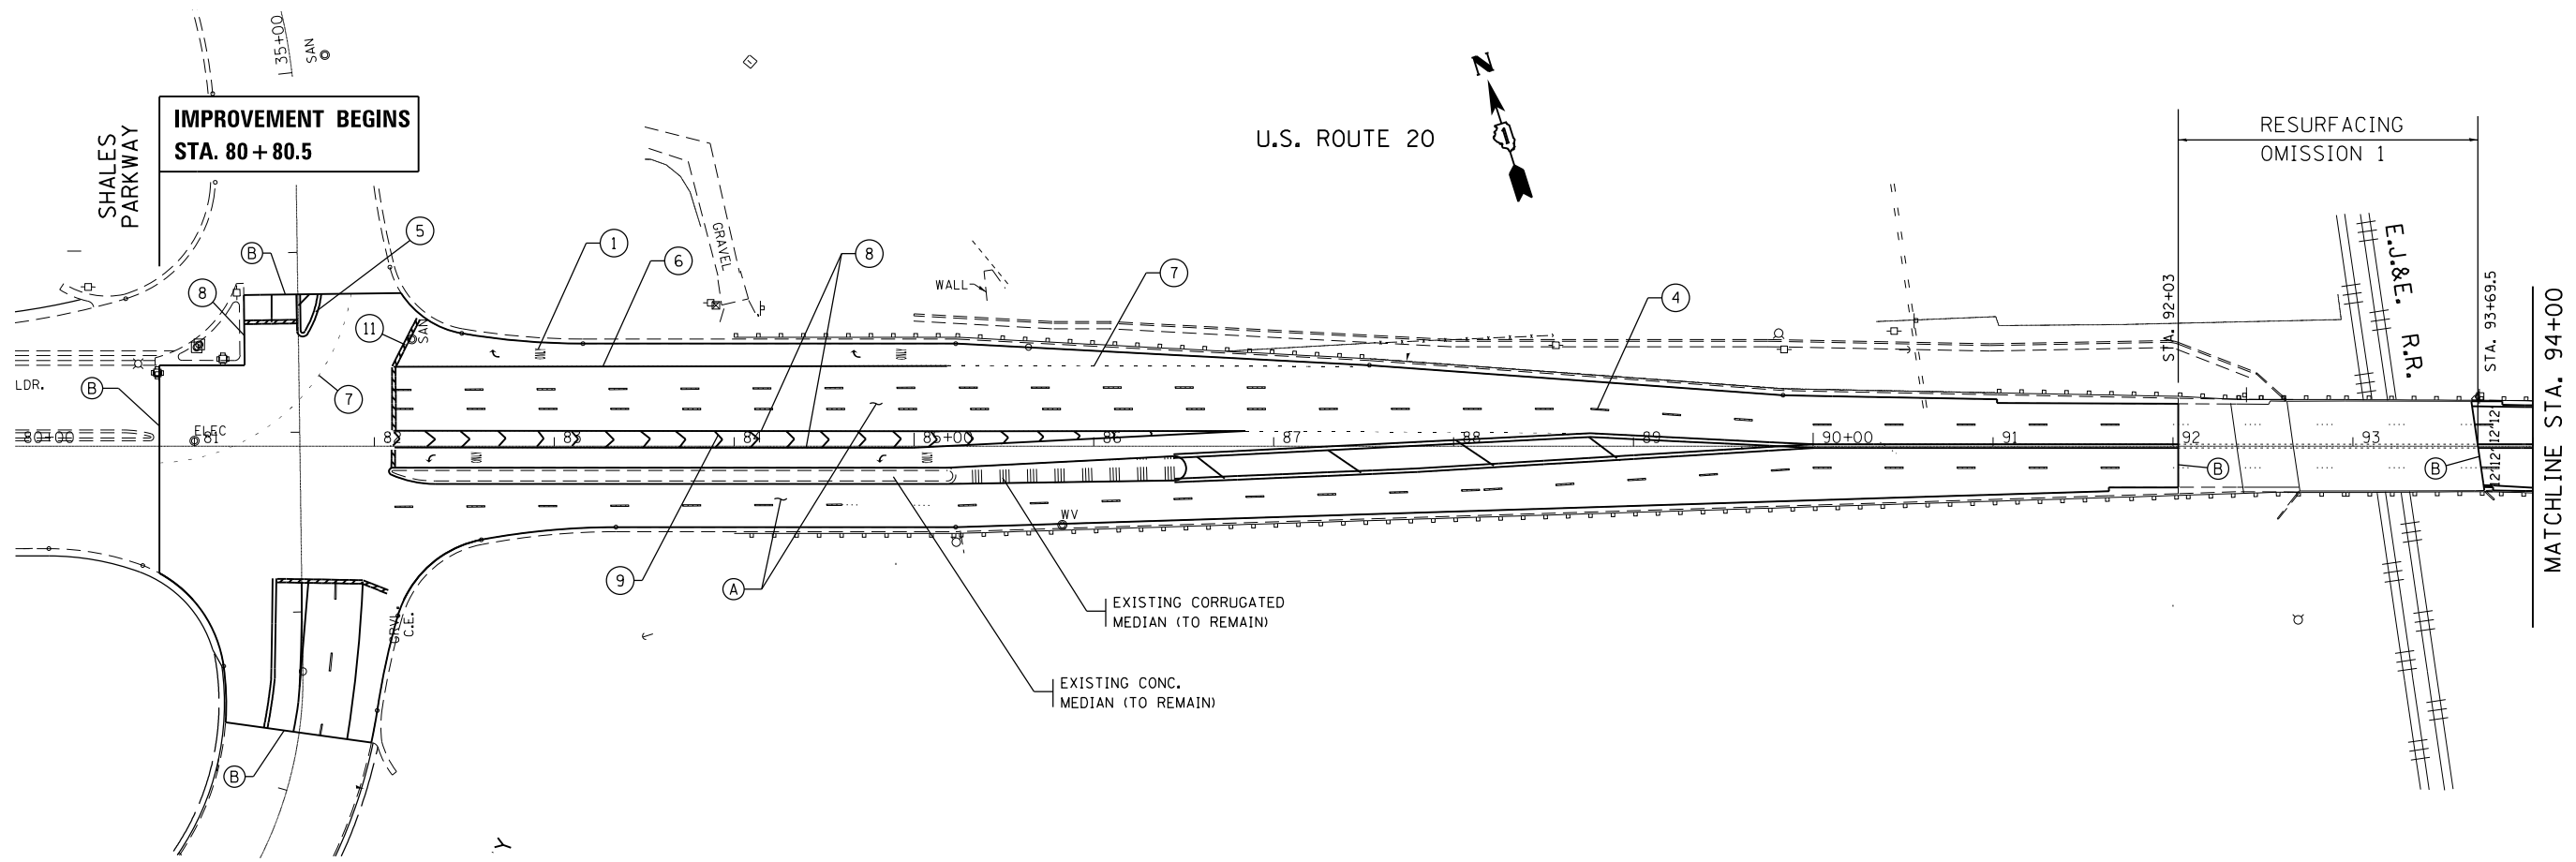 35+00
SAN
N
IMPROVEMENT BEGINS
STA. 80+80.5
SHALES
PARKWAY
U.S. ROUTE 20
RESURFACING
OMISSION 1
B
5
1
6
GRAVEL
8
7
WALL
4
8
11
SAN
STA. 92+03
E.J.&E. R.R.
STA. 93+69.5
MATCHLINE STA. 94+00
LDR.
B
7
ONLY
ONLY
80+00
ELEC
81
82
83
84
85+00
86
87
88
89
90+00
91
92
93
12'
12'
12'
12'
ONLY
ONLY
B
B
WV
9
A
GRVL.
C.E.
EXISTING CORRUGATED
MEDIAN (TO REMAIN)
EXISTING CONC.
MEDIAN (TO REMAIN)
B
Y